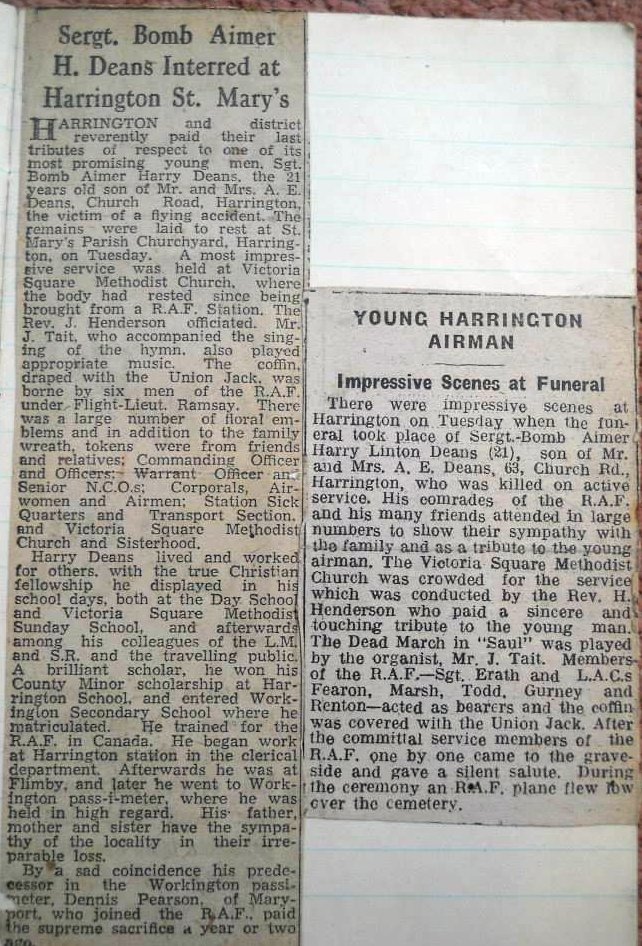 Sergt. Bomb Aimer
H. Deans Interred at
Harrington St. Mary's
HARRINGTON and district
reverently paid their last
tributes of respect to one of its
most promising young men, Sgt.
Bomb Aimer Harry Deans, the 21
years old son of Mr. and Mrs. A. E.
Deans, Church Road, Harrington,
the victim of a flying accident. The
remains were laid to rest at St.
Mary's Parish Churchyard, Harring-
ton, on Tuesday. A most impres-
sive service was held at Victoria
Square Methodist Church, where
the body had rested since being
brought from a R.A.F. Station. The
Rev. J. Henderson officiated. Mr.
J. Tait, who accompanied the sing-
ing of the hymn, also played
appropriate music. The coffin,
draped with the Union Jack, was
borne by six men of the R.A.F.
under Flight-Lieut. Ramsay. There
was a large number of floral em-
blems and in addition to the family
wreath, tokens were from friends
and relatives; Commanding Officer
and Officers; Warrant Officer and
Senior N.C.O.s; Corporals, Air-
women and Airmen; Station Sick
Quarters and Transport Section,
and Victoria Square Methodist
Church and Sisterhood.
Harry Deans lived and worked
for others, with the true Christian
fellowship he displayed in his
school days, both at the Day School
and Victoria Square Methodist
Sunday School, and afterwards
among his colleagues of the L.M.
and S.R. and the travelling public.
A brilliant scholar, he won his
County Minor scholarship at Har-
rington School, and entered Work-
ington Secondary School where he
matriculated. He trained for the
R.A.F. in Canada. He began work
at Harrington station in the clerical
department. Afterwards he was at
Flimby, and later he went to Work-
ington pass-i-meter, where he was
held in high regard. His father,
mother and sister have the sympa-
thy of the locality in their irre-
parable loss.
By a sad coincidence his prede-
cessor in the Workington passi-
meter, Dennis Pearson, of Mary-
port, who joined the R.A.F., paid
the supreme sacrifice a year or two
ago.
YOUNG HARRINGTON
AIRMAN
Impressive Scenes at Funeral
There were impressive scenes at
Harrington on Tuesday when the fun-
eral took place of Sergt.-Bomb Aimer
Harry Linton Deans (21), son of Mr.
and Mrs. A. E. Deans, 63, Church Rd.,
Harrington, who was killed on active
service. His comrades of the R.A.F.
and his many friends attended in large
numbers to show their sympathy with
the family and as a tribute to the young
airman. The Victoria Square Methodist
Church was crowded for the service
which was conducted by the Rev. H.
Henderson who paid a sincere and
touching tribute to the young man.
The Dead March in "Saul" was played
by the organist, Mr. J. Tait. Members
of the R.A.F.—Sgt. Erath and L.A.C.s
Fearon, Marsh, Todd, Gurney and
Renton—acted as bearers and the coffin
was covered with the Union Jack. After
the committal service members of the
R.A.F. one by one came to the grave-
side and gave a silent salute. During
the ceremony an R.A.F. plane flew low
over the cemetery.